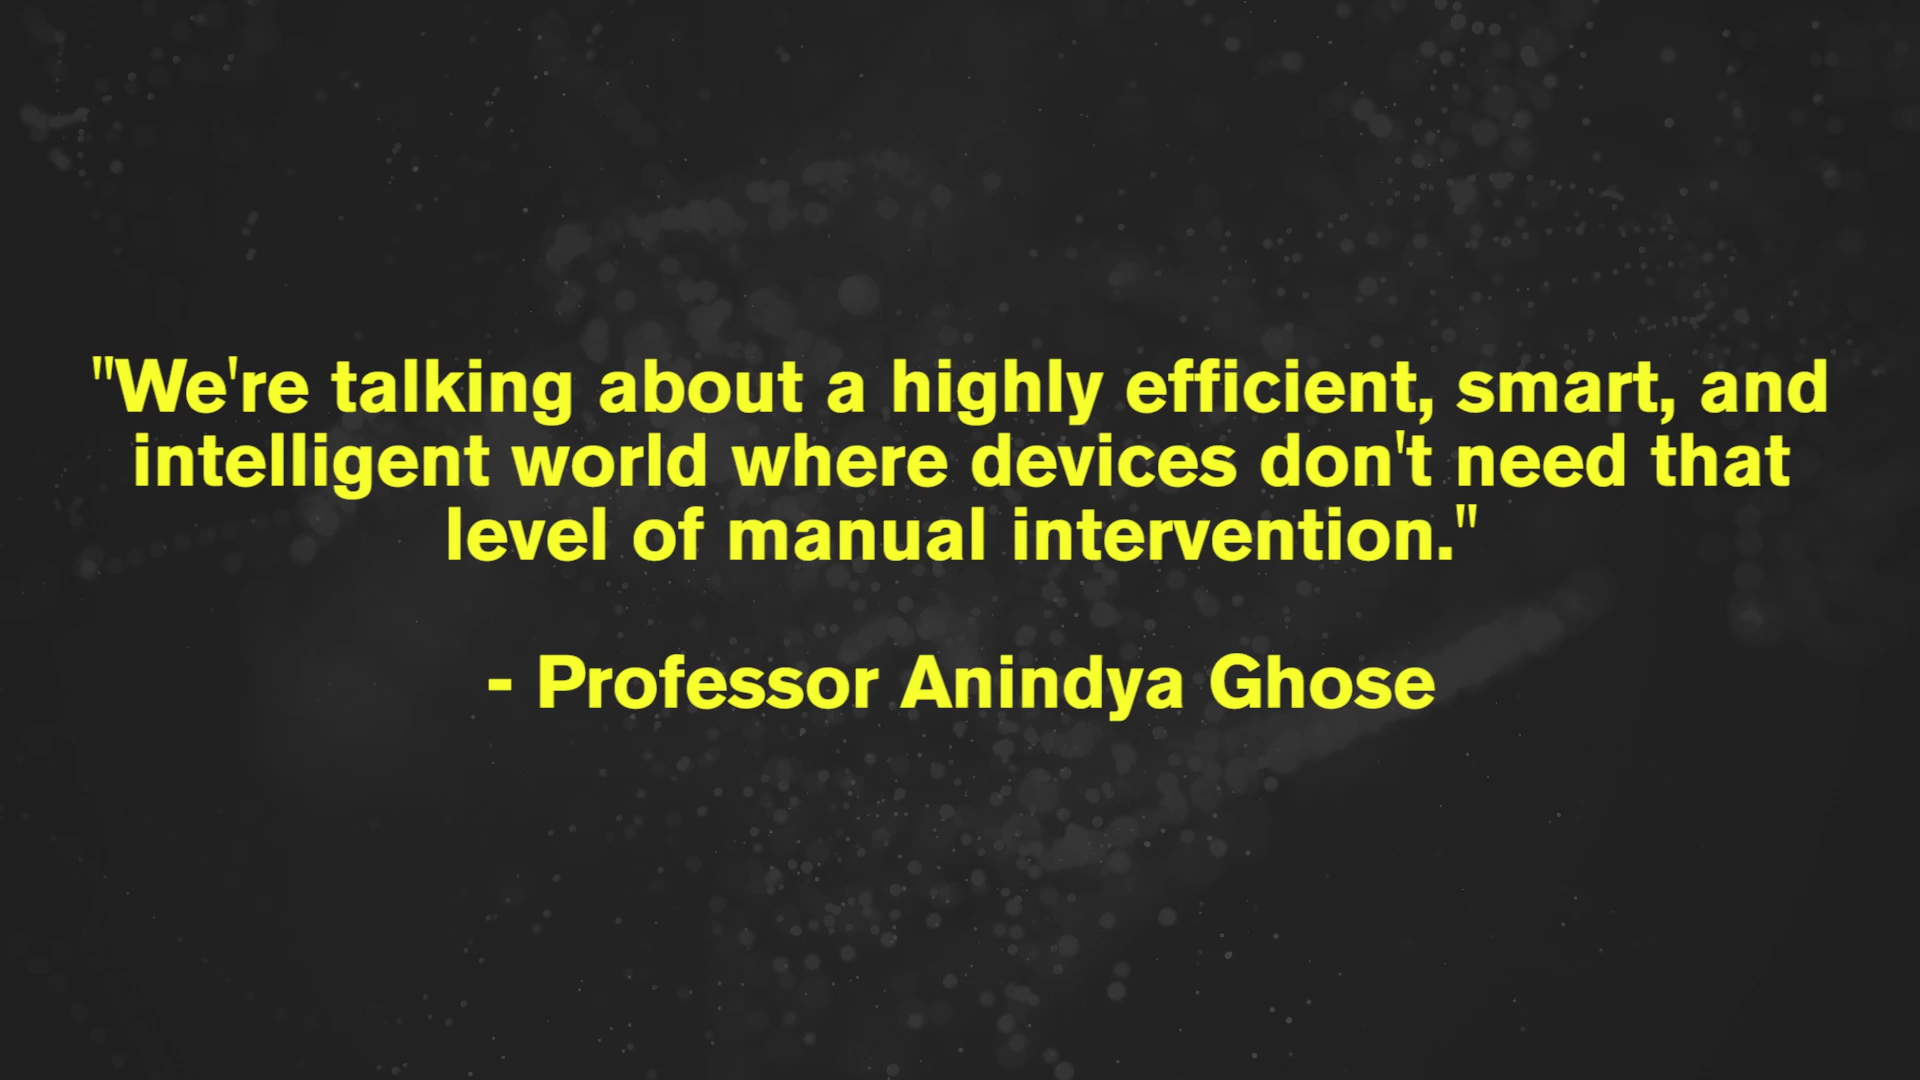 "We're talking about a highly efficient, smart, and
intelligent world where devices don't need that
level of manual intervention."
- Professor Anindya Ghose